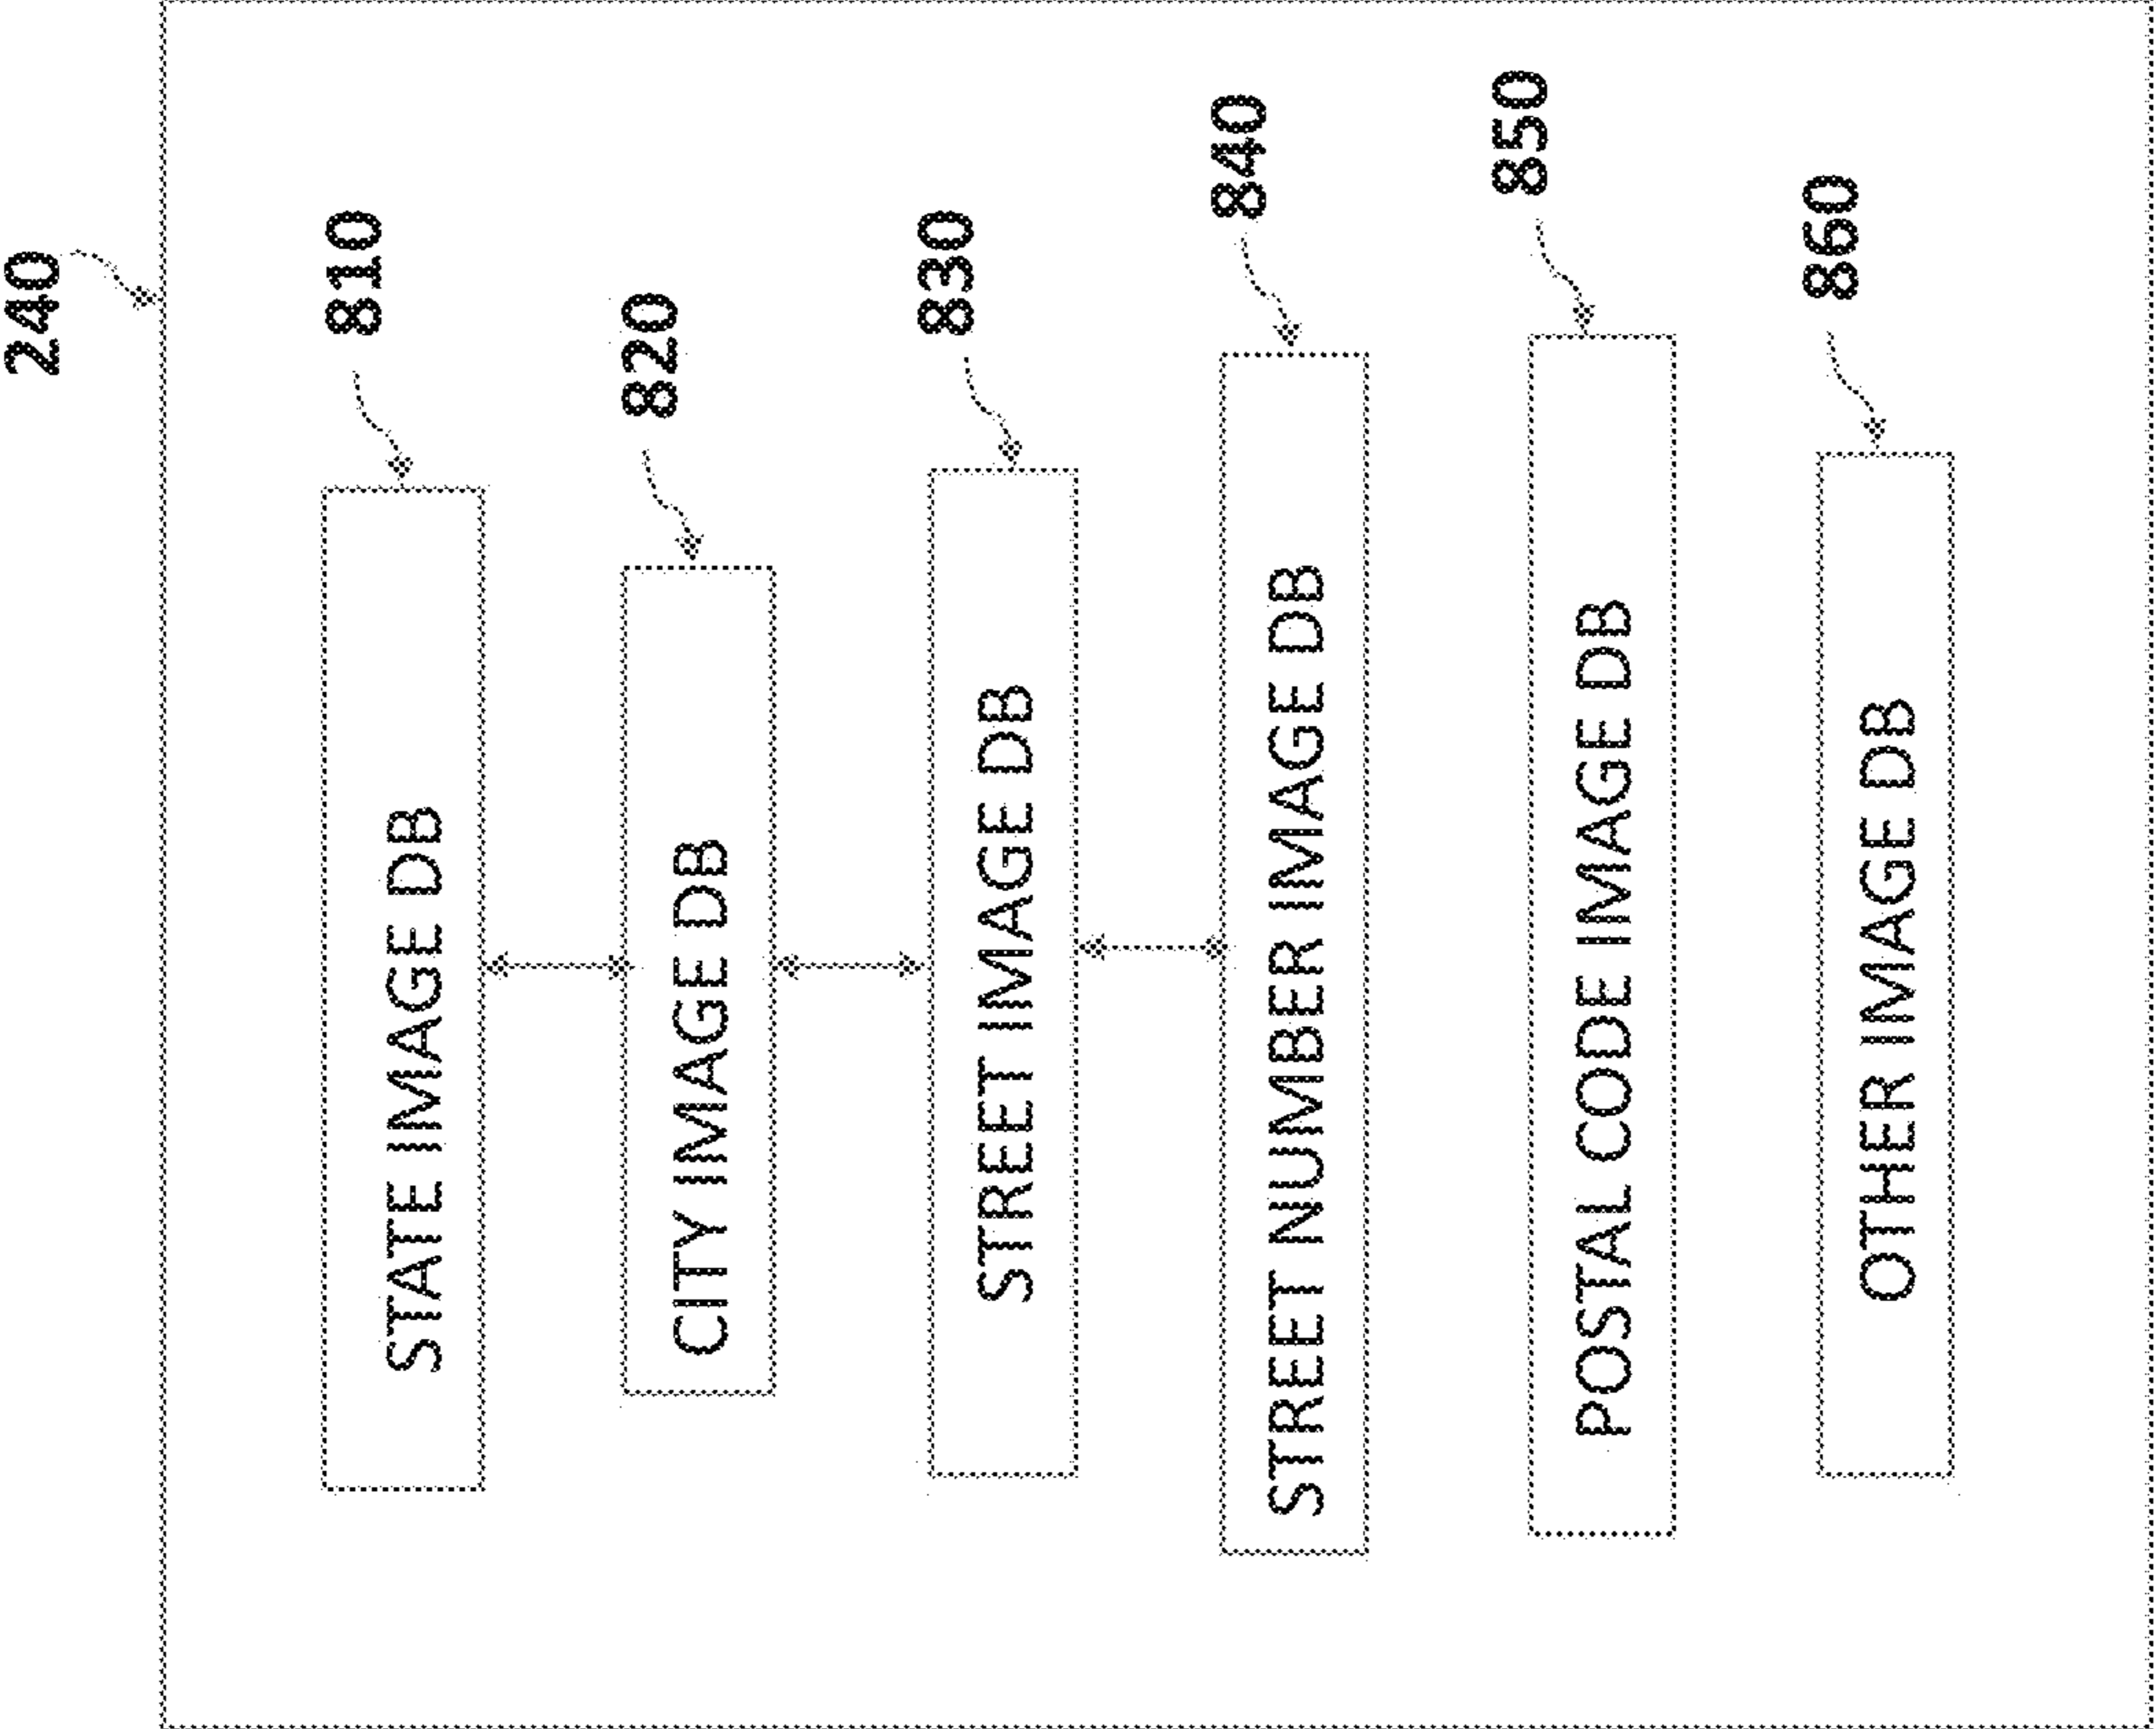 240
810
STATE IMAGE DB
820
CITY IMAGE DB
830
STREET IMAGE DB
840
STREET NUMBER IMAGE DB
850
POSTAL CODE IMAGE DB
860
OTHER IMAGE DB